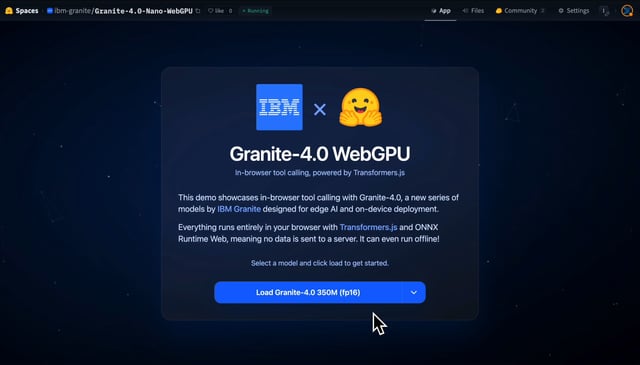 Spaces ibm-granite/Granite-4.0-Nano-WebGPU like 0 Running App Files Community 2 Settings
IBM ×
Granite-4.0 WebGPU
In-browser tool calling, powered by Transformers.js
This demo showcases in-browser tool calling with Granite-4.0, a new series of
models by IBM Granite designed for edge AI and on-device deployment.
Everything runs entirely in your browser with Transformers.js and ONNX
Runtime Web, meaning no data is sent to a server. It can even run offline!
Select a model and click load to get started.
Load Granite-4.0 350M (fp16)